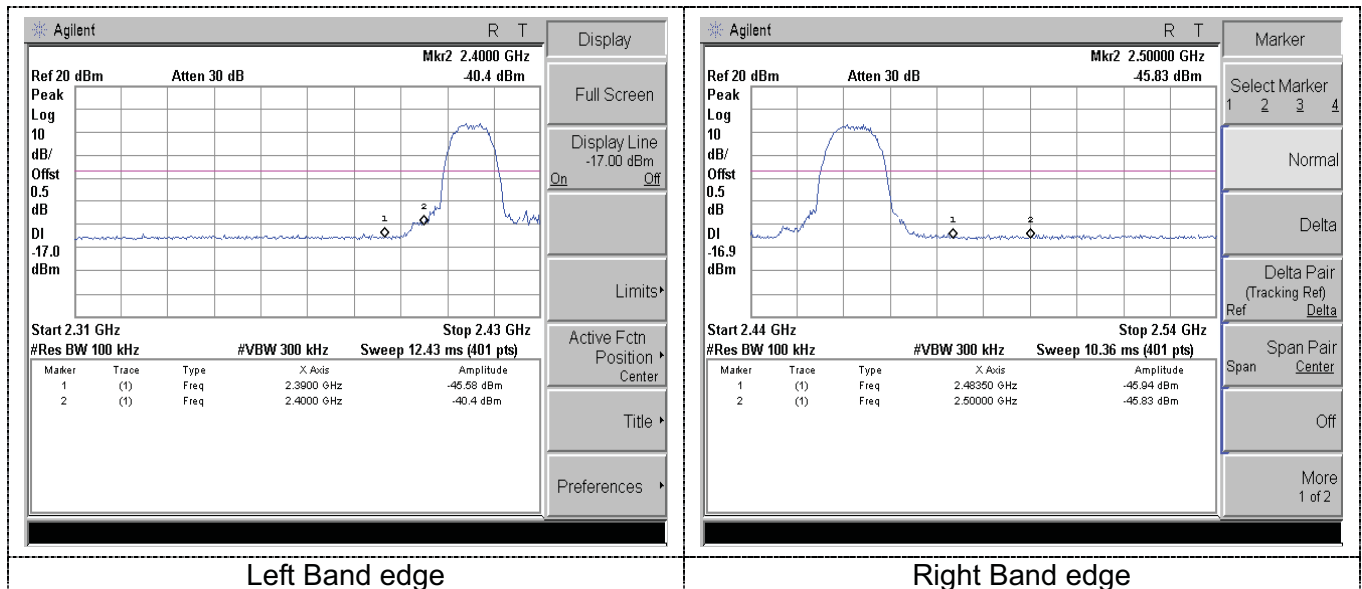 Agilent R T
Mkr2 2.4000 GHz
Ref 20 dBm Atten 30 dB -40.4 dBm
Peak
Log
10
dB/
Offst
0.5
dB
DI
-17.0
dBm
1
2
Start 2.31 GHz Stop 2.43 GHz
#Res BW 100 kHz #VBW 300 kHz Sweep 12.43 ms (401 pts)
Marker Trace Type X Axis Amplitude
1 (1) Freq 2.3900 GHz -45.58 dBm
2 (1) Freq 2.4000 GHz -40.4 dBm
Display
Full Screen
Display Line
-17.00 dBm
On Off
Limits
Active Fctn
Position
Center
Title
Preferences
Left Band edge
Agilent R T
Mkr2 2.50000 GHz
Ref 20 dBm Atten 30 dB -45.83 dBm
Peak
Log
10
dB/
Offst
0.5
dB
DI
-16.9
dBm
1
2
Start 2.44 GHz Stop 2.54 GHz
#Res BW 100 kHz #VBW 300 kHz Sweep 10.36 ms (401 pts)
Marker Trace Type X Axis Amplitude
1 (1) Freq 2.48350 GHz -45.94 dBm
2 (1) Freq 2.50000 GHz -45.83 dBm
Marker
Select Marker
1 2 3 4
Normal
Delta
Delta Pair
(Tracking Ref)
Ref Delta
Span Pair
Span Center
Off
More
1 of 2
Right Band edge